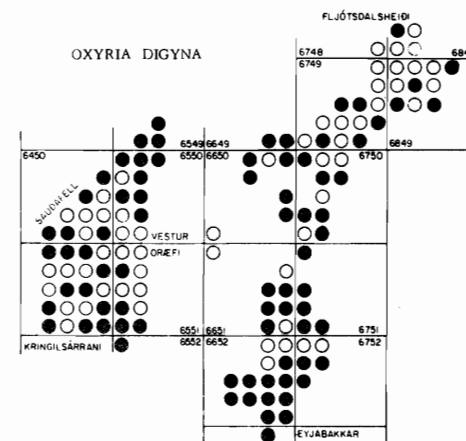 FLJÓTSDALSHEIÐI
OXYRIA DIGYNA
6748
6749
6549 6649
6450 6550 6650 6750 6849
SAUÐAFELL
VESTUR
ÖRÆFI
6551 6651 6751
KRINGILSÁRRANI 6552 6652 6752
EYJABAKKAR